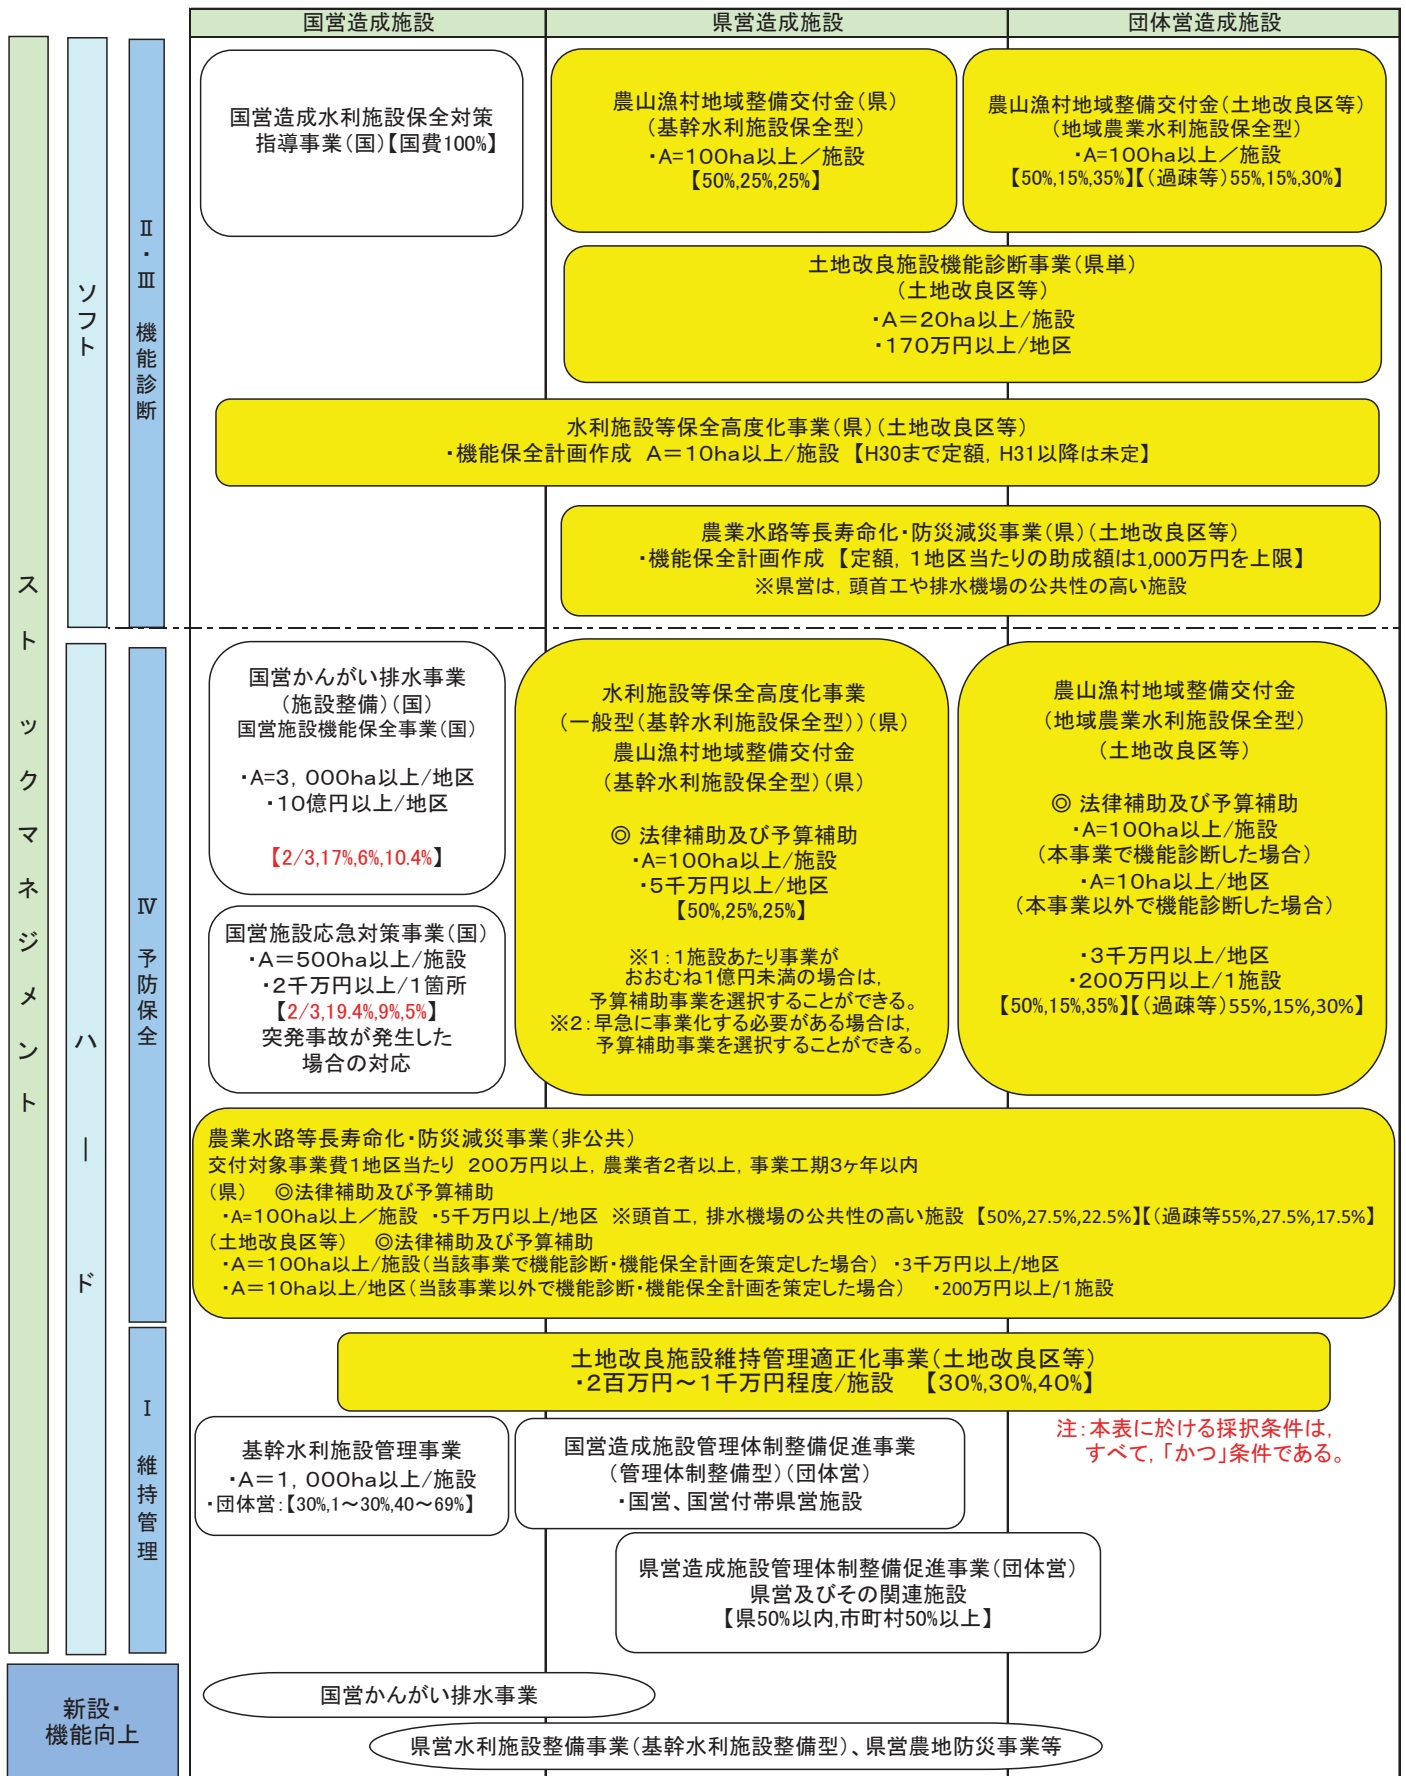 国営造成施設
県営造成施設
団体営造成施設
ストックマネジメント
ソフト
Ⅱ・Ⅲ 機能診断
国営造成水利施設保全対策
指導事業(国)【国費100%】
農山漁村地域整備交付金(県)
(基幹水利施設保全型)
・A=100ha以上／施設
【50%,25%,25%】
農山漁村地域整備交付金(土地改良区等)
(地域農業水利施設保全型)
・A=100ha以上／施設
【50%,15%,35%】【(過疎等)55%,15%,30%】
土地改良施設機能診断事業(県単)
(土地改良区等)
・A＝20ha以上/施設
・170万円以上/地区
水利施設等保全高度化事業(県)(土地改良区等)
・機能保全計画作成 A＝10ha以上/施設 【H30まで定額, H31以降は未定】
農業水路等長寿命化・防災減災事業(県)(土地改良区等)
・機能保全計画作成 【定額, 1地区当たりの助成額は1,000万円を上限】
※県営は, 頭首工や排水機場の公共性の高い施設
ハード
Ⅳ 予防保全
国営かんがい排水事業
(施設整備)(国)
国営施設機能保全事業(国)
・A=3, 000ha以上/地区
・10億円以上/地区
【2/3,17%,6%,10.4%】
国営施設応急対策事業(国)
・A＝500ha以上/施設
・2千万円以上/1箇所
【2/3,19.4%,9%,5%】
突発事故が発生した
場合の対応
水利施設等保全高度化事業
(一般型(基幹水利施設保全型))(県)
農山漁村地域整備交付金
(基幹水利施設保全型)(県)
◎ 法律補助及び予算補助
・A=100ha以上/施設
・5千万円以上/地区
【50%,25%,25%】
※1：1施設あたり事業が
おおむね1億円未満の場合は,
予算補助事業を選択することができる。
※2：早急に事業化する必要がある場合は,
予算補助事業を選択することができる。
農山漁村地域整備交付金
(地域農業水利施設保全型)
(土地改良区等)
◎ 法律補助及び予算補助
・A=100ha以上/施設
(本事業で機能診断した場合)
・A=10ha以上/地区
(本事業以外で機能診断した場合)
・3千万円以上/地区
・200万円以上/1施設
【50%,15%,35%】【(過疎等)55%,15%,30%】
農業水路等長寿命化・防災減災事業(非公共)
交付対象事業費1地区当たり 200万円以上, 農業者2者以上, 事業工期3ヶ年以内
(県) ◎法律補助及び予算補助
・A=100ha以上／施設 ・5千万円以上/地区 ※頭首工, 排水機場の公共性の高い施設 【50%,27.5%,22.5%】【(過疎等55%,27.5%,17.5%】
(土地改良区等) ◎法律補助及び予算補助
・A＝100ha以上/施設(当該事業で機能診断・機能保全計画を策定した場合) ・3千万円以上/地区
・A＝10ha以上/地区(当該事業以外で機能診断・機能保全計画を策定した場合) ・200万円以上/1施設
Ⅰ 維持管理
土地改良施設維持管理適正化事業(土地改良区等)
・2百万円～1千万円程度/施設 【30%,30%,40%】
基幹水利施設管理事業
・A＝1, 000ha以上/施設
・団体営:【30%,1～30%,40～69%】
国営造成施設管理体制整備促進事業
(管理体制整備型)(団体営)
・国営、国営付帯県営施設
注：本表に於ける採択条件は,
すべて, 「かつ」条件である。
県営造成施設管理体制整備促進事業(団体営)
県営及びその関連施設
【県50%以内,市町村50%以上】
新設・
機能向上
国営かんがい排水事業
県営水利施設整備事業(基幹水利施設整備型)、県営農地防災事業等